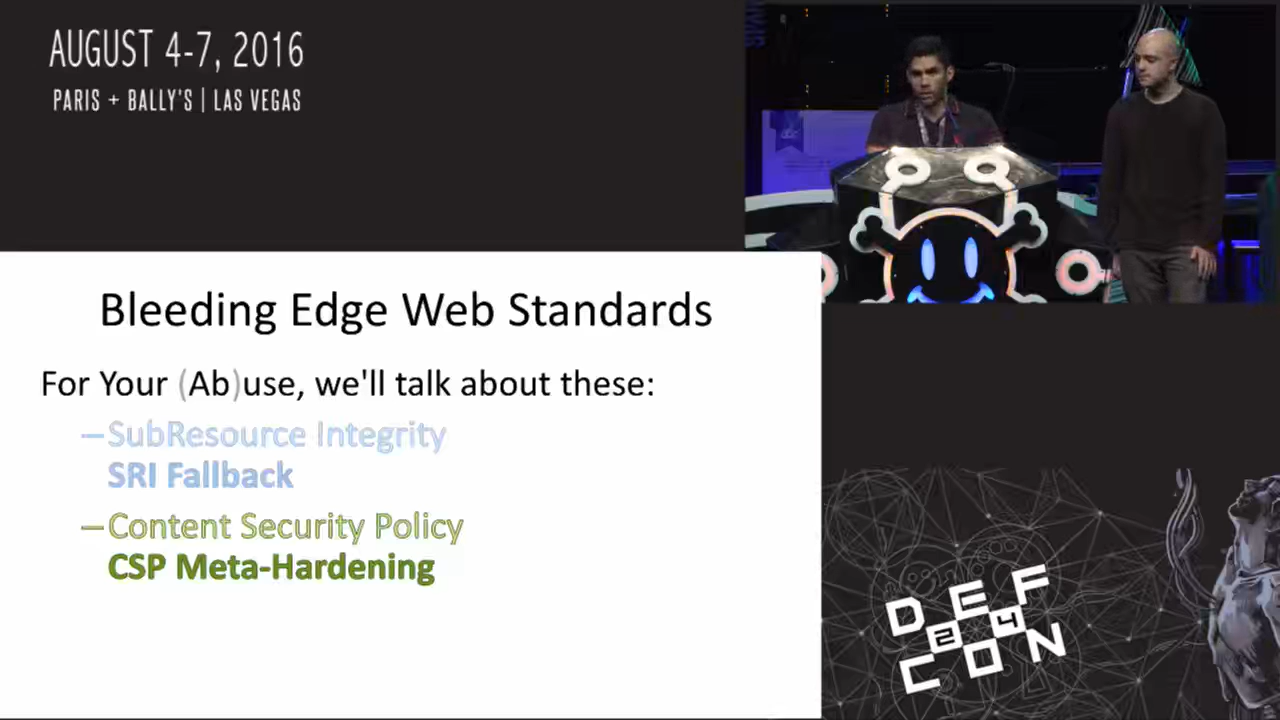 AUGUST 4-7, 2016
PARIS + BALLY'S | LAS VEGAS
Bleeding Edge Web Standards
For Your (Ab)use, we'll talk about these:
–SubResource Integrity
SRI Fallback
–Content Security Policy
CSP Meta-Hardening
DEF
24
CON